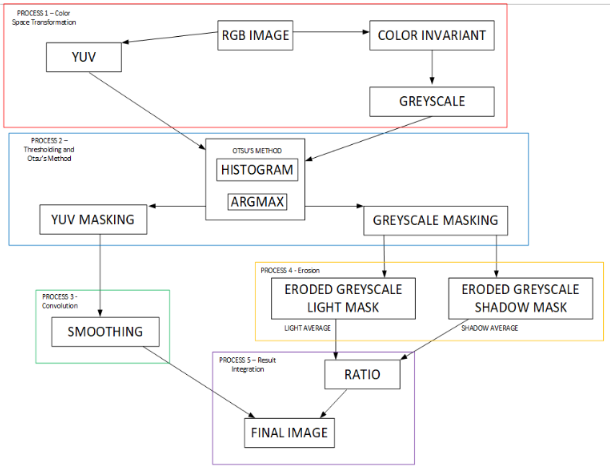 PROCESS 1 – Color
Space Transformation
RGB IMAGE
COLOR INVARIANT
YUV
GREYSCALE
PROCESS 2 –
Thresholding and
Otsu's Method
OTSU'S METHOD
HISTOGRAM
ARGMAX
YUV MASKING
GREYSCALE MASKING
PROCESS 4 - Erosion
ERODED GREYSCALE
LIGHT MASK
ERODED GREYSCALE
SHADOW MASK
PROCESS 3 -
Convolution
SMOOTHING
LIGHT AVERAGE
SHADOW AVERAGE
PROCESS 5 – Result
Integration
RATIO
FINAL IMAGE